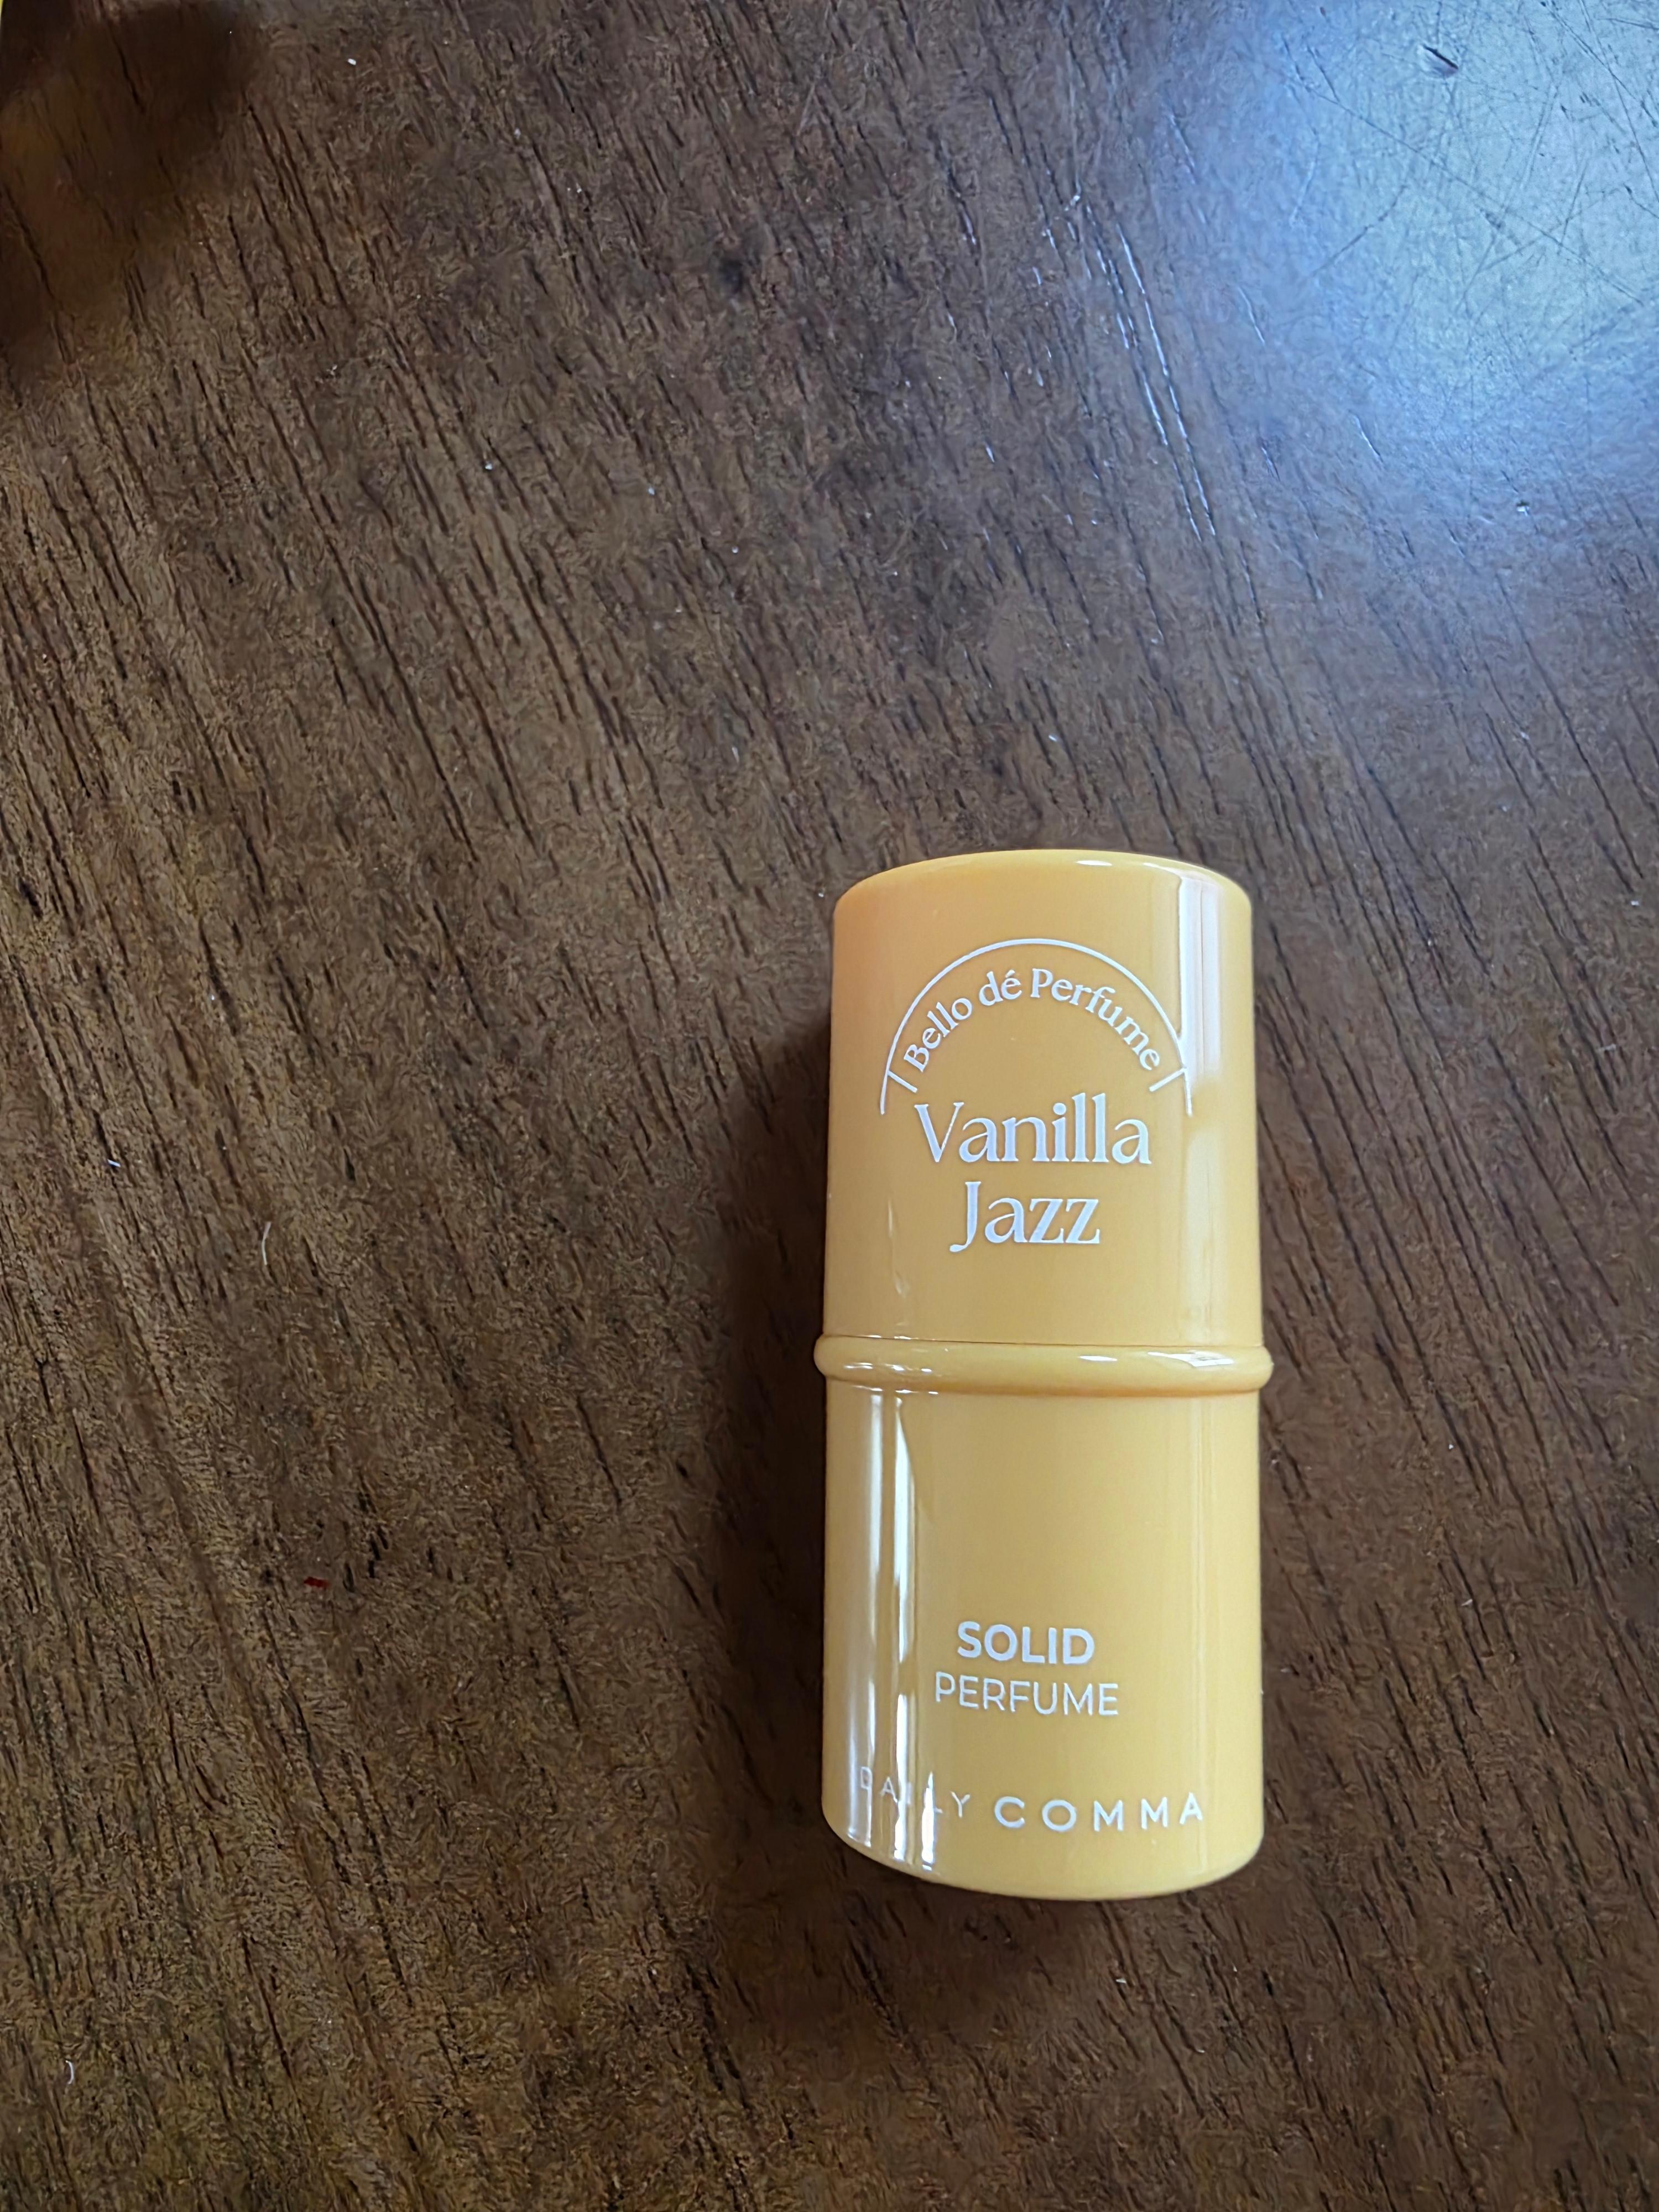 Bello dé Perfume
Vanilla
Jazz
SOLID
PERFUME
DAILY COMMA